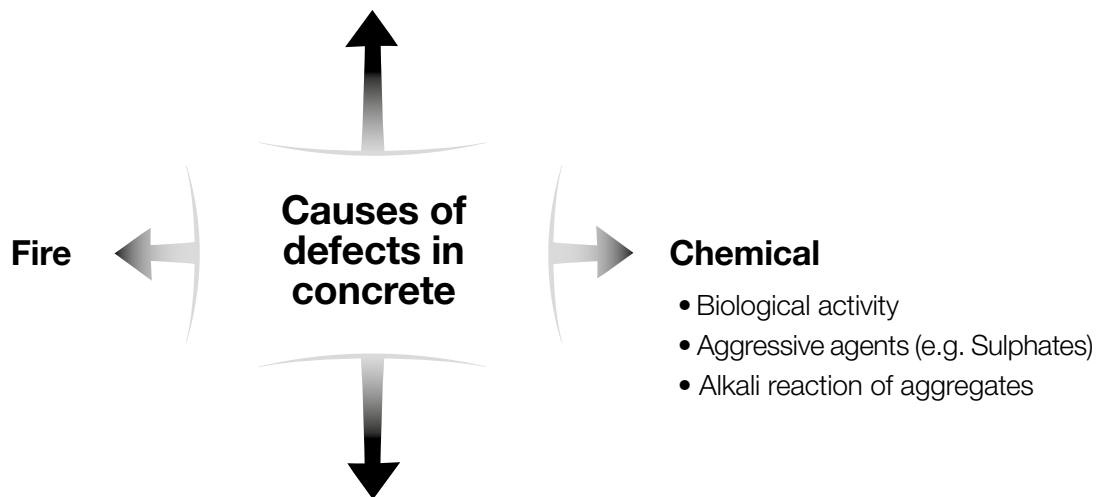 Causes of
defects in
concrete
Fire
Chemical
• Biological activity
• Aggressive agents (e.g. Sulphates)
• Alkali reaction of aggregates